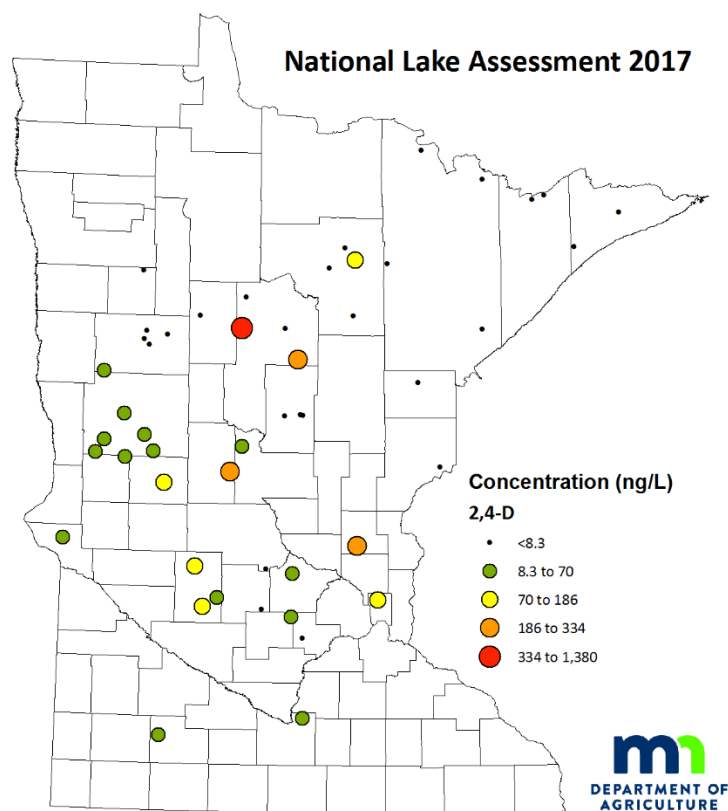 National Lake Assessment 2017
Concentration (ng/L)
2,4-D
<8.3
8.3 to 70
70 to 186
186 to 334
334 to 1,380
mn
DEPARTMENT OF
AGRICULTURE